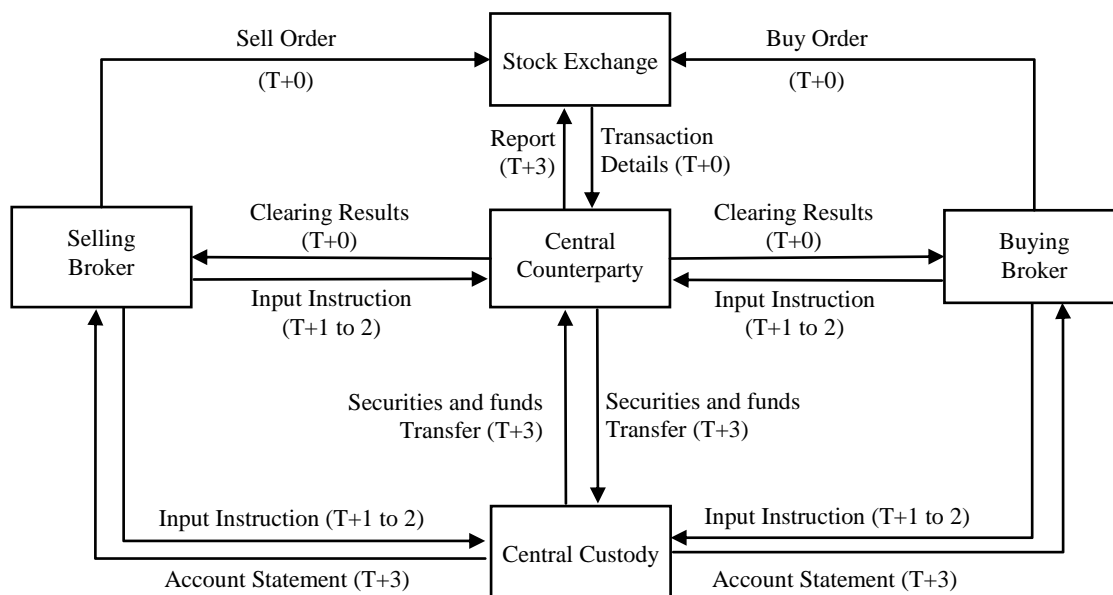 Sell Order
(T+0)
Stock Exchange
Buy Order
(T+0)
Report
(T+3)
Transaction
Details (T+0)
Selling
Broker
Clearing Results
(T+0)
Input Instruction
(T+1 to 2)
Central
Counterparty
Clearing Results
(T+0)
Input Instruction
(T+1 to 2)
Buying
Broker
Securities and funds
Transfer (T+3)
Securities and funds
Transfer (T+3)
Input Instruction (T+1 to 2)
Account Statement (T+3)
Central Custody
Input Instruction (T+1 to 2)
Account Statement (T+3)